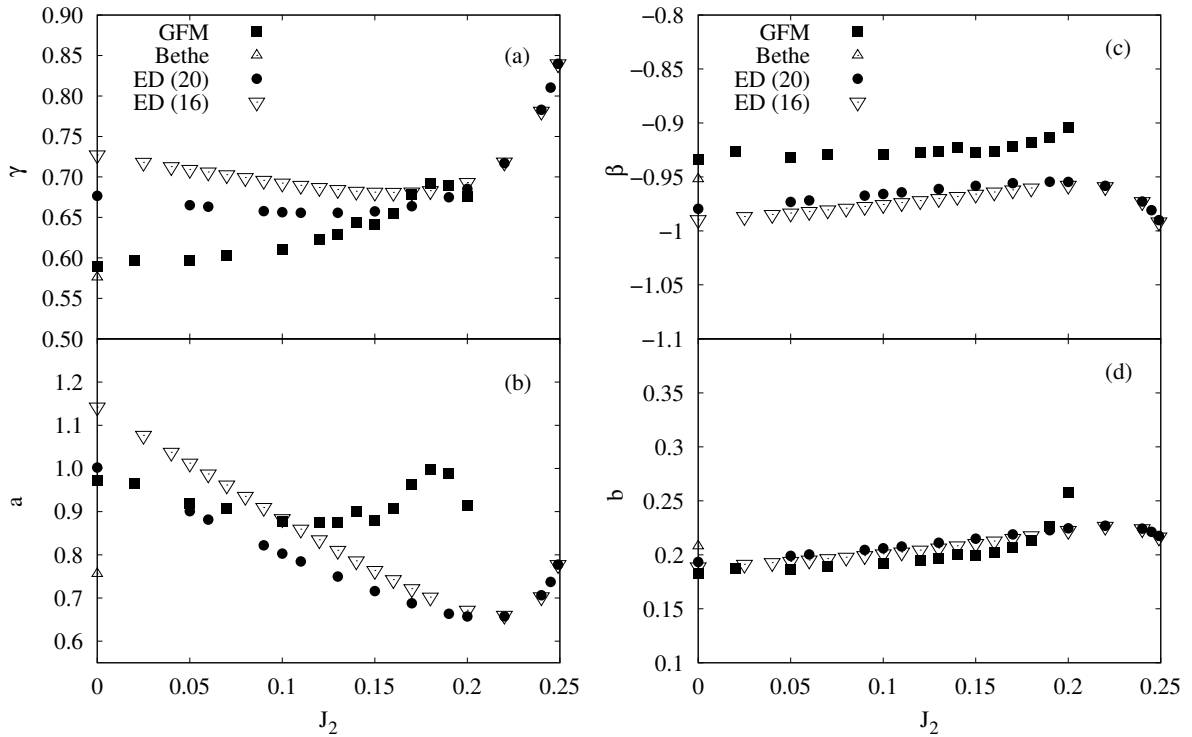 GFM
Bethe
ED (20)
ED (16)
(a)
γ
0.90
0.85
0.80
0.75
0.70
0.65
0.60
0.55
0.50
(b)
a
1.2
1.1
1.0
0.9
0.8
0.7
0.6
0 0.05 0.1 0.15 0.2 0.25
J₂
GFM
Bethe
ED (20)
ED (16)
(c)
β
−0.8
−0.85
−0.9
−0.95
−1
−1.05
−1.1
(d)
b
0.35
0.3
0.25
0.2
0.15
0.1
0 0.05 0.1 0.15 0.2 0.25
J₂